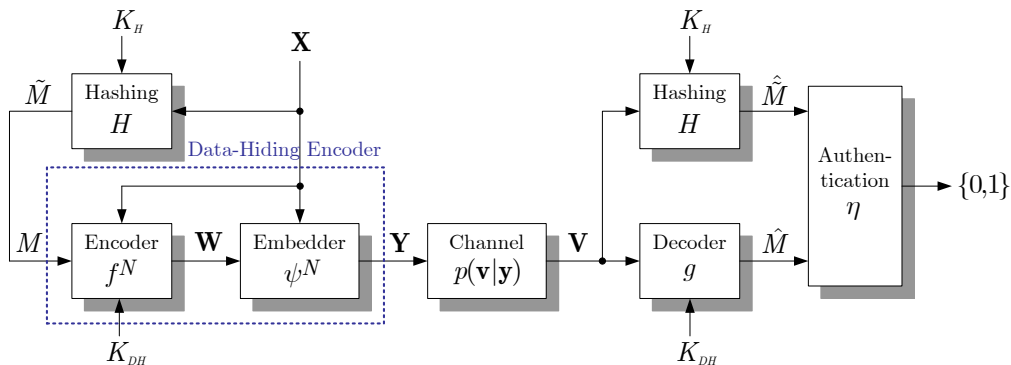 K_H
X
K_H
M̃
Hashing
H
Hashing
H
M̃̂
Data-Hiding Encoder
Authen-
tication
η
{0,1}
M
Encoder
f^N
W
Embedder
ψ^N
Y
Channel
p(v|y)
V
Decoder
g
M̂
K_DH
K_DH